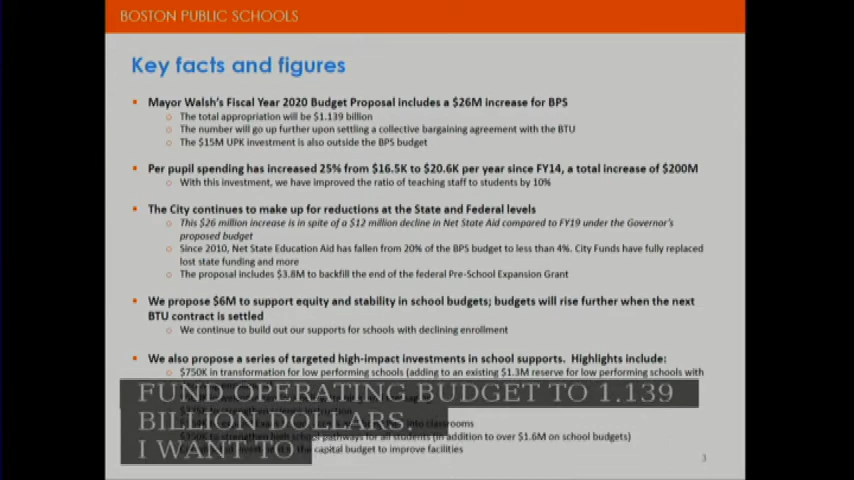 BOSTON PUBLIC SCHOOLS
Key facts and figures
Mayor Walsh's Fiscal Year 2020 Budget Proposal includes a $26M increase for BPS
The total appropriation will be $1.139 billion
The number will go up further upon settling a collective bargaining agreement with the BTU
The $15M UPK investment is also outside the BPS budget
Per pupil spending has increased 25% from $16.5K to $20.6K per year since FY14, a total increase of $200M
With this investment, we have improved the ratio of teaching staff to students by 10%
The City continues to make up for reductions at the State and Federal levels
This $26 million increase is in spite of a $12 million decline in Net State Aid compared to FY19 under the Governor's
proposed budget
Since 2010, Net State Education Aid has fallen from 20% of the BPS budget to less than 4%. City Funds have fully replaced
lost state funding and more
The proposal includes $3.8M to backfill the end of the federal Pre-School Expansion Grant
We propose $6M to support equity and stability in school budgets; budgets will rise further when the next
BTU contract is settled
We continue to build out our supports for schools with declining enrollment
We also propose a series of targeted high-impact investments in school supports. Highlights include:
$750K in transformation for low performing schools (adding to an existing $1.3M reserve for low performing schools with
FUND OPERATING BUDGET TO 1.139
BILLION DOLLARS.
into classrooms
to strengthen high school pathways for all students (in addition to over $1.6M on school budgets)
I WANT TO
capital budget to improve facilities
3